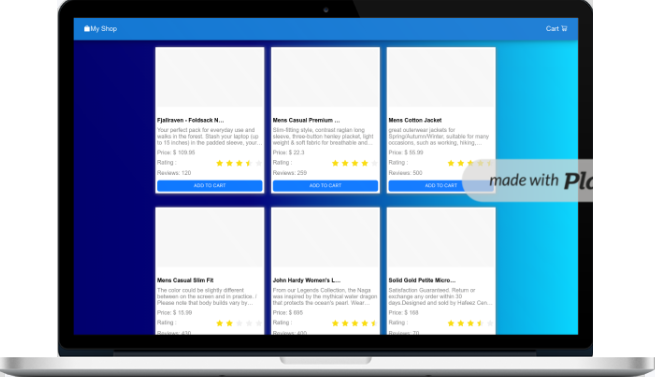 My Shop
Cart
Fjallraven - Foldsack N...
Your perfect pack for everyday use and
walks in the forest. Stash your laptop (up
to 15 inches) in the padded sleeve, your...
Price: $ 109.95
Rating :
Reviews: 120
ADD TO CART
Mens Casual Premium ...
Slim-fitting style, contrast raglan long
sleeve, three-button henley placket, light
weight & soft fabric for breathable and...
Price: $ 22.3
Rating :
Reviews: 259
ADD TO CART
Mens Cotton Jacket
great outerwear jackets for
Spring/Autumn/Winter, suitable for many
occasions, such as working, hiking,...
Price: $ 55.99
Rating :
Reviews: 500
ADD TO CART
made with Plo
Mens Casual Slim Fit
The color could be slightly different
between on the screen and in practice. /
Please note that body builds vary by...
Price: $ 15.99
Rating :
Reviews: 430
John Hardy Women's L...
From our Legends Collection, the Naga
was inspired by the mythical water dragon
that protects the ocean's pearl. Wear...
Price: $ 695
Rating :
Reviews: 400
Solid Gold Petite Micro...
Satisfaction Guaranteed. Return or
exchange any order within 30
days.Designed and sold by Hafeez Cen...
Price: $ 168
Rating :
Reviews: 70